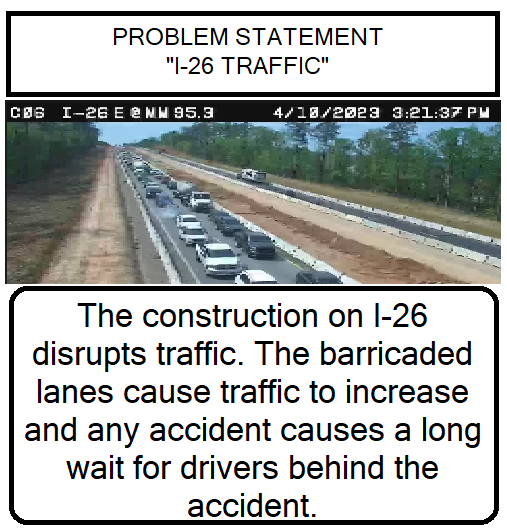 PROBLEM STATEMENT
"I-26 TRAFFIC"
C06 I-26 E @ MM 95.3 4/10/2023 3:21:37 PM
The construction on I-26
disrupts traffic. The barricaded
lanes cause traffic to increase
and any accident causes a long
wait for drivers behind the
accident.